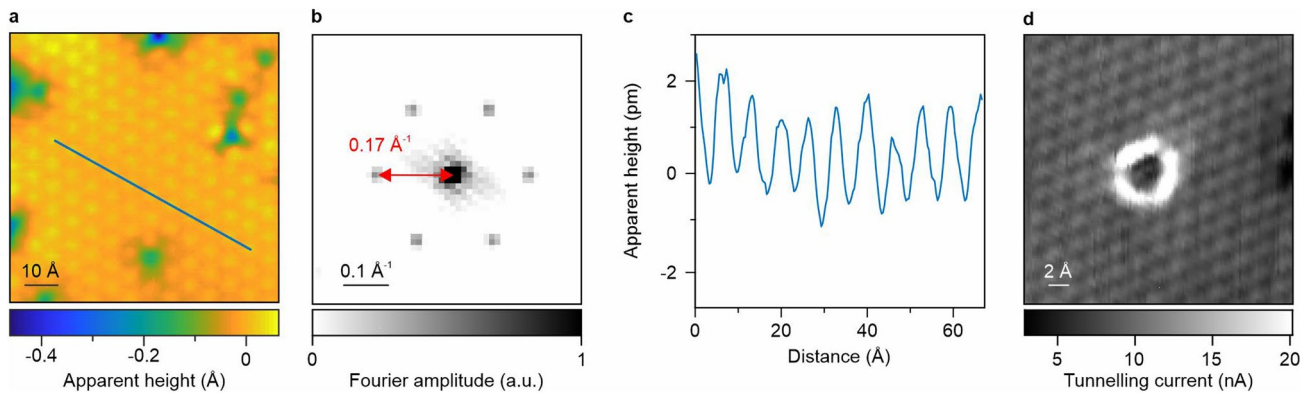 a
b
c
d
10 Å
-0.4
-0.2
0
Apparent height (Å)
0.17 Å⁻¹
0.1 Å⁻¹
0
1
Fourier amplitude (a.u.)
Apparent height (pm)
2
0
-2
0
20
40
60
Distance (Å)
2 Å
5
10
15
20
Tunnelling current (nA)